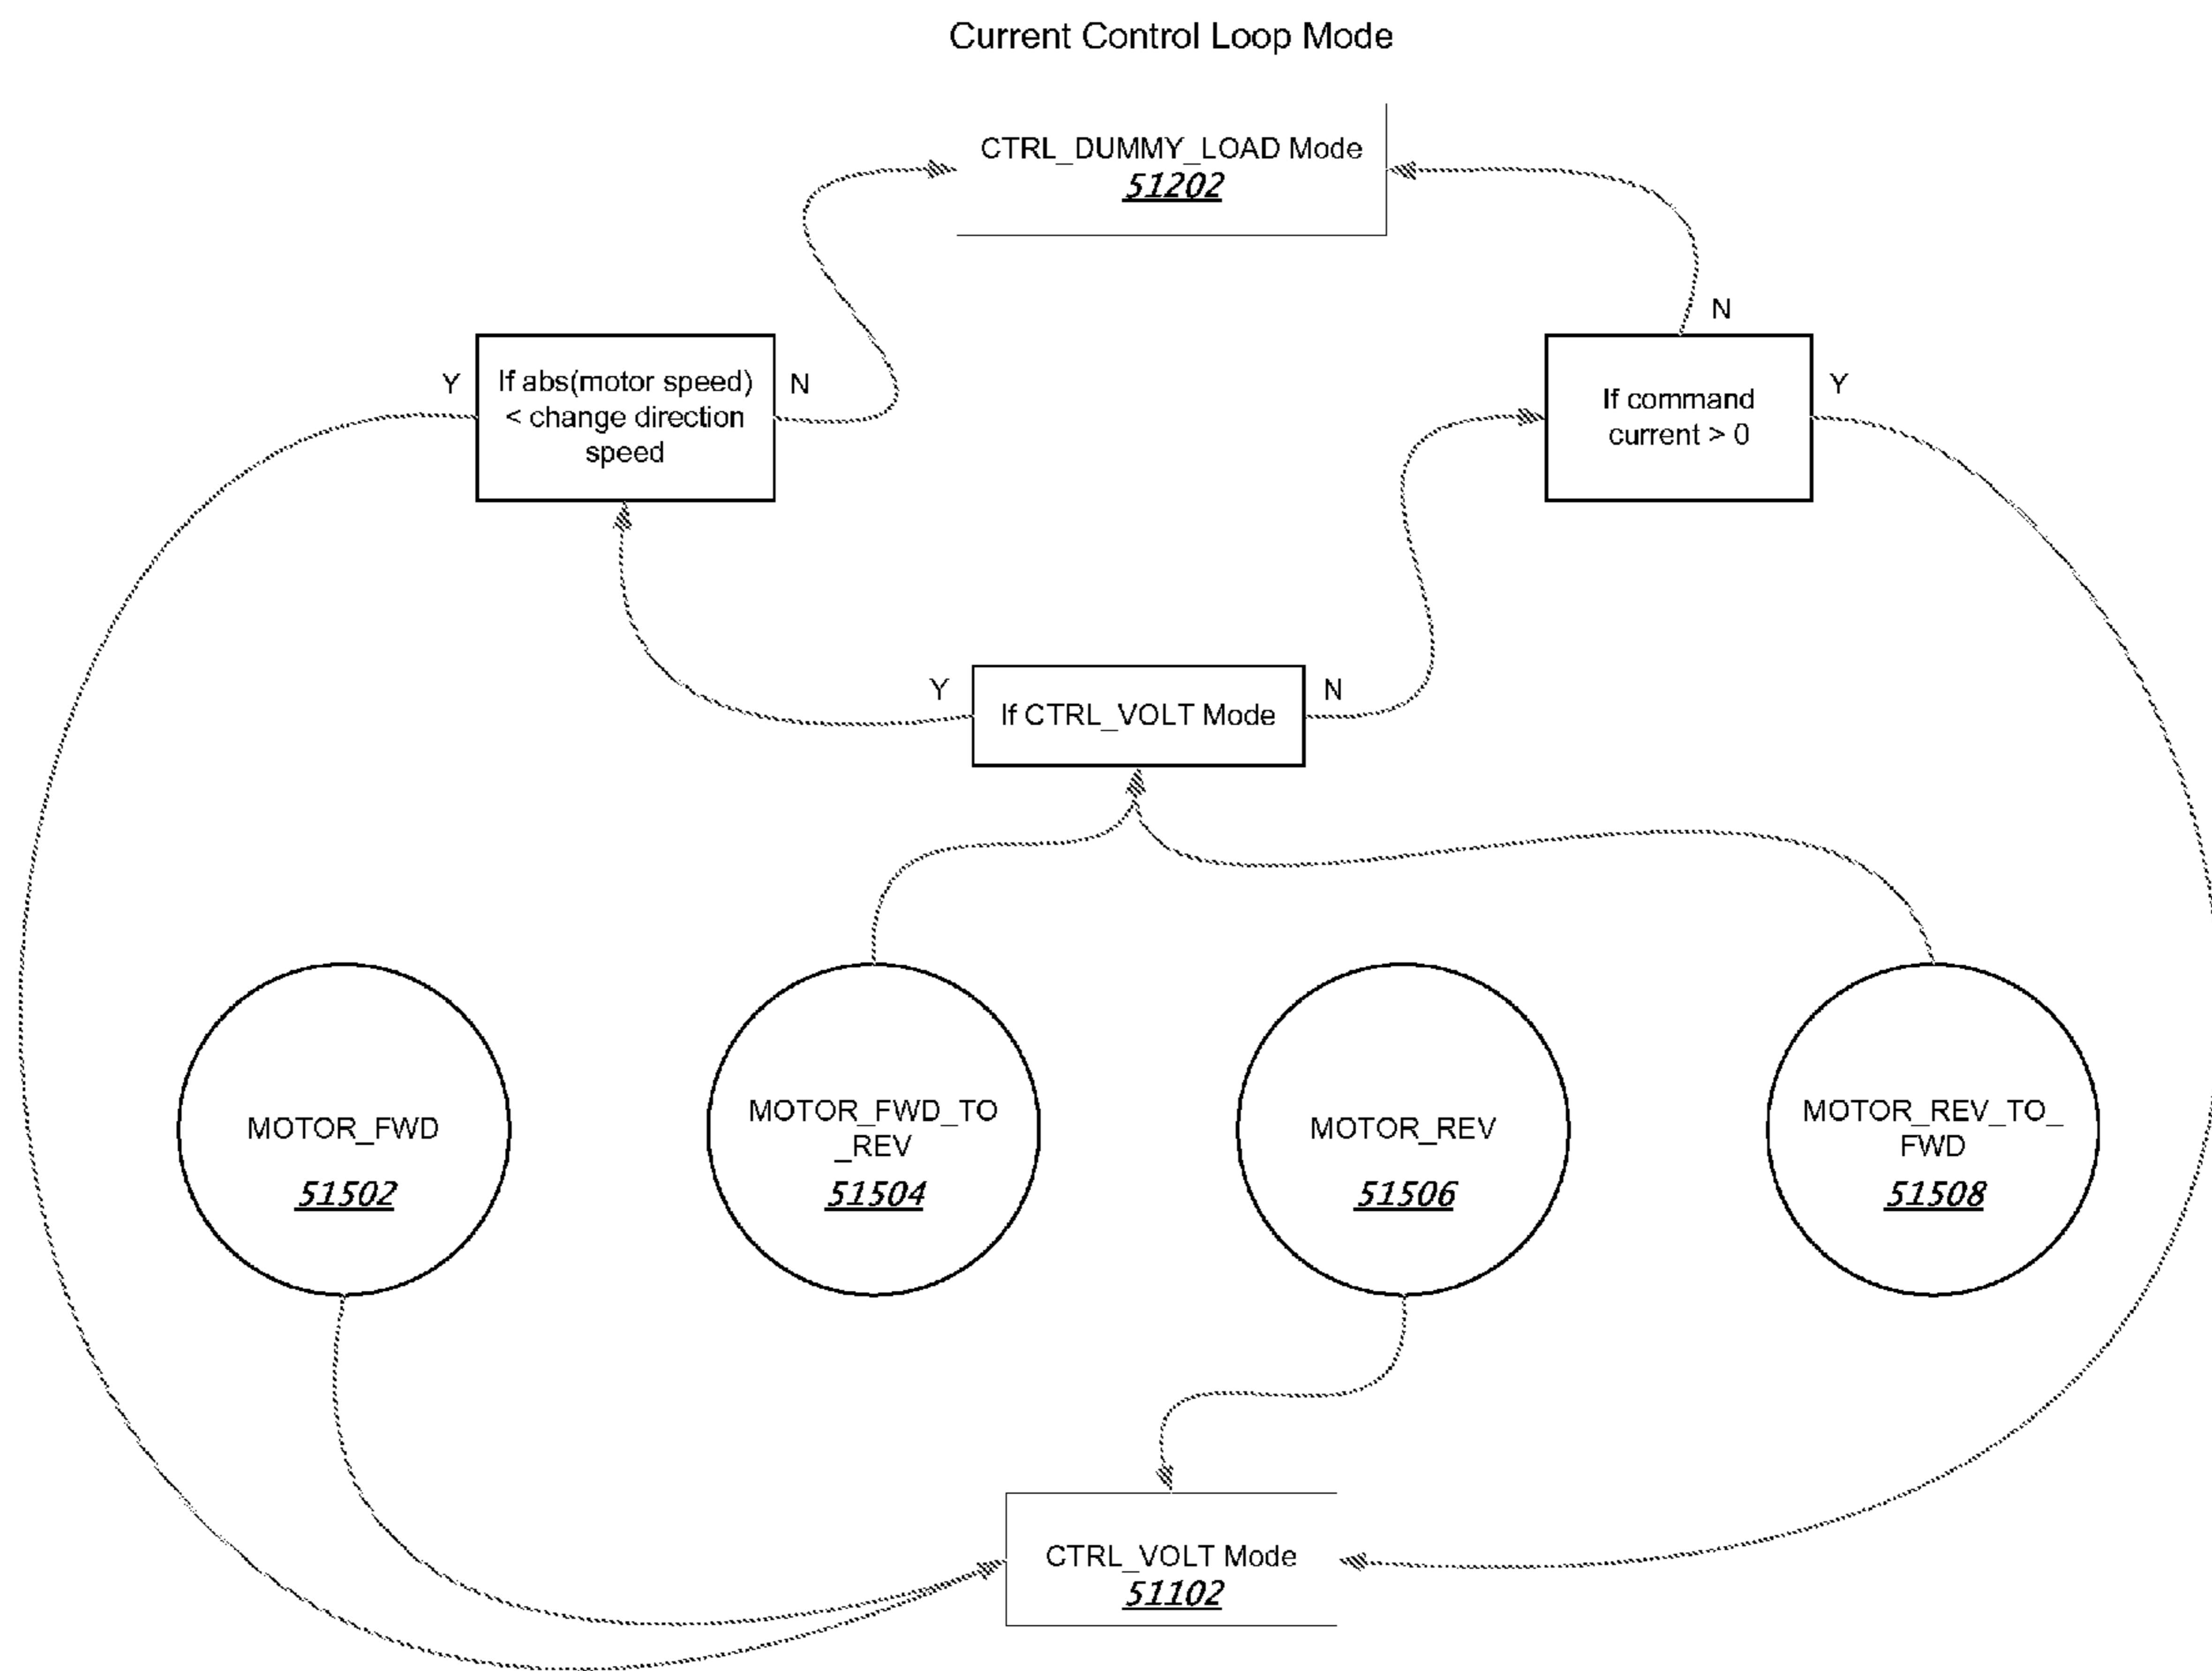 Current Control Loop Mode
CTRL_DUMMY_LOAD Mode
51202
N
Y
If abs(motor speed)
< change direction
speed
N
If command
current > 0
Y
Y
If CTRL_VOLT Mode
N
MOTOR_FWD
51502
MOTOR_FWD_TO
_REV
51504
MOTOR_REV
51506
MOTOR_REV_TO_
FWD
51508
CTRL_VOLT Mode
51102